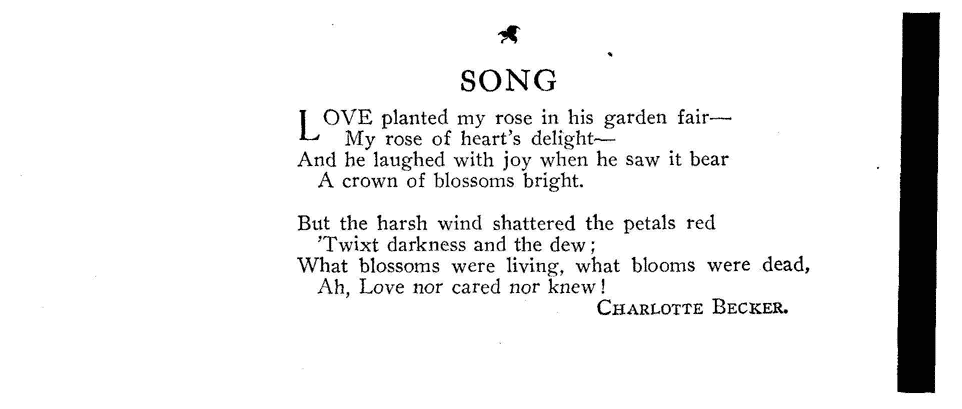 SONG
LOVE planted my rose in his garden fair—
My rose of heart's delight—
And he laughed with joy when he saw it bear
A crown of blossoms bright.
But the harsh wind shattered the petals red
'Twixt darkness and the dew;
What blossoms were living, what blooms were dead,
Ah, Love nor cared nor knew!
CHARLOTTE BECKER.